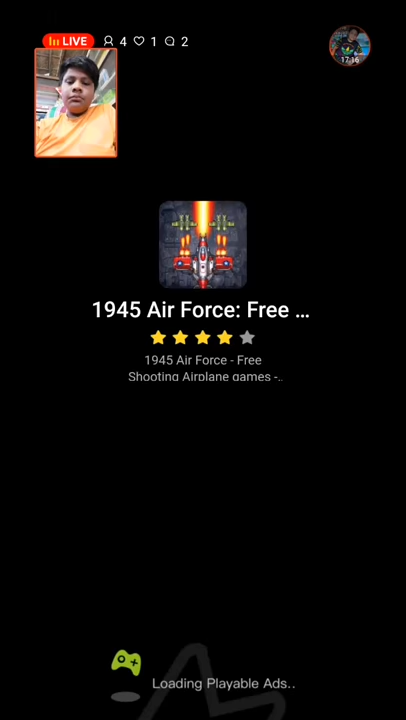 LIVE 4 1 2
17:16
1945 Air Force: Free ...
1945 Air Force - Free
Shooting Airplane games -..
Loading Playable Ads..